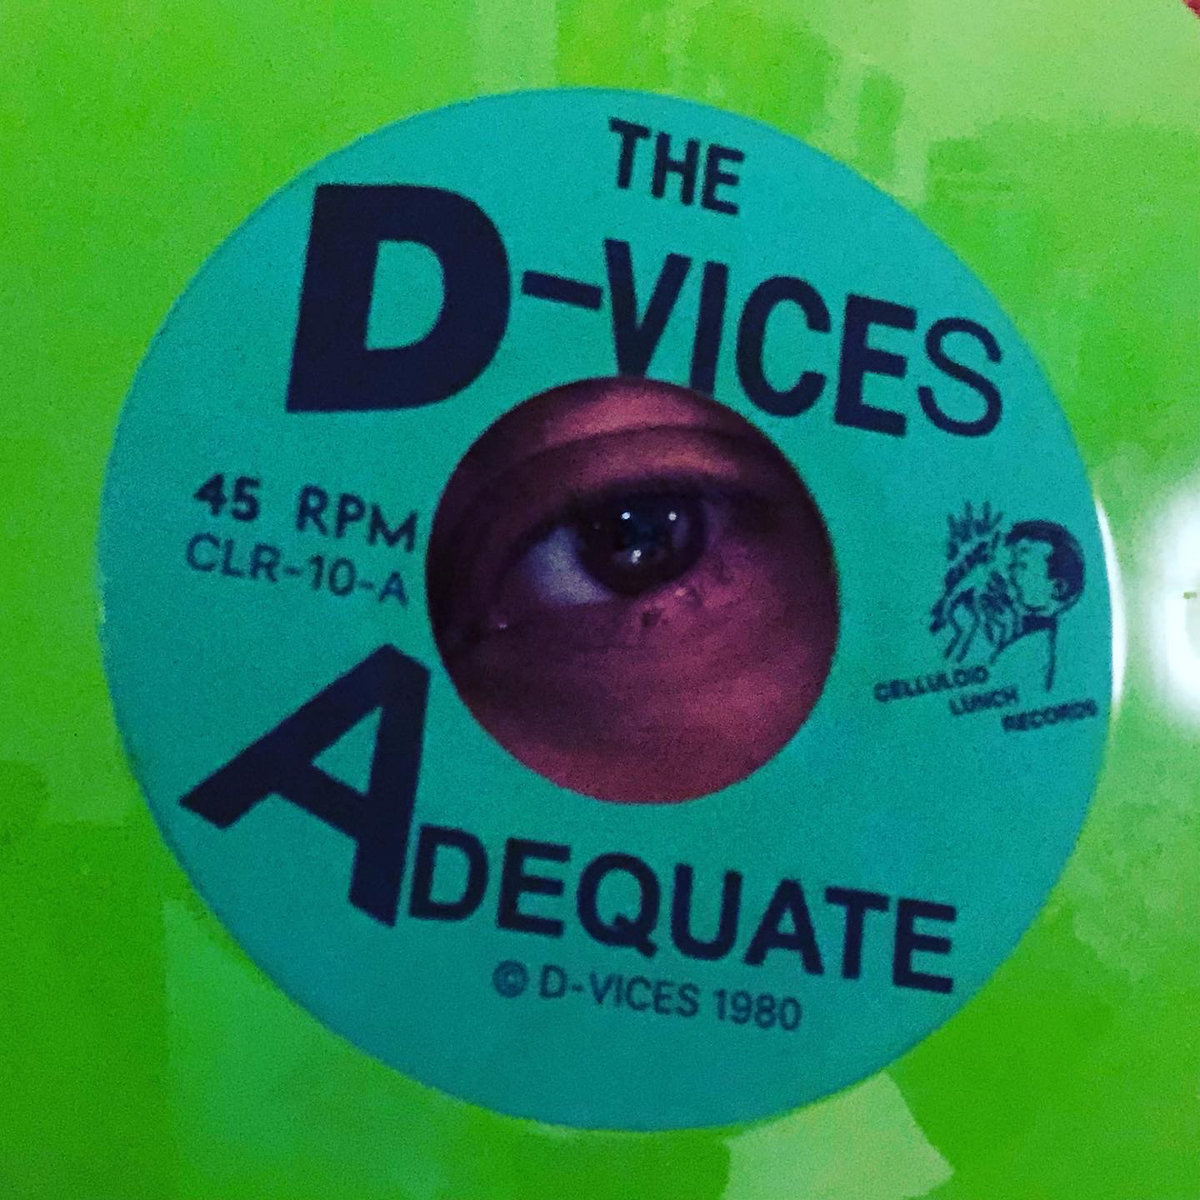 THE
D-VICES
45 RPM
CLR-10-A
CELLULOID
LUNCH
RECORDS
ADEQUATE
© D-VICES 1980